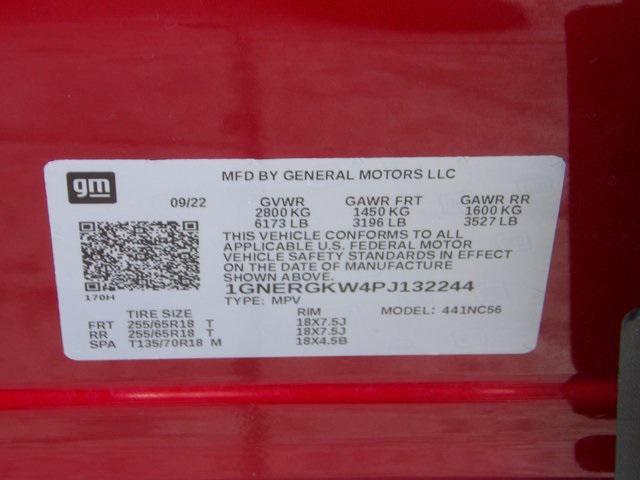 gm
MFD BY GENERAL MOTORS LLC
09/22 GVWR GAWR FRT GAWR RR
2800 KG 1450 KG 1600 KG
6173 LB 3196 LB 3527 LB
THIS VEHICLE CONFORMS TO ALL
APPLICABLE U.S. FEDERAL MOTOR
VEHICLE SAFETY STANDARDS IN EFFECT
ON THE DATE OF MANUFACTURE
SHOWN ABOVE.
170H 1GNERGKW4PJ132244
TYPE: MPV MODEL: 441NC56
TIRE SIZE RIM
FRT 255/65R18 T 18X7.5J
RR 255/65R18 T 18X7.5J
SPA T135/70R18 M 18X4.5B